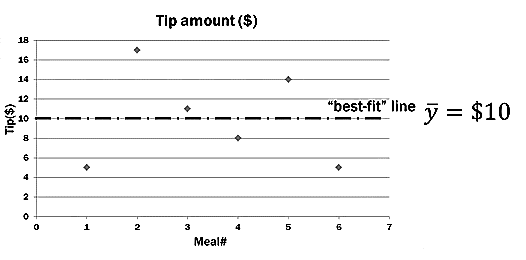 Tip amount ($)
18
16
14
12
10
8
6
4
2
0
Tip($)
"best-fit" line
y̅ = $10
0 1 2 3 4 5 6 7
Meal#